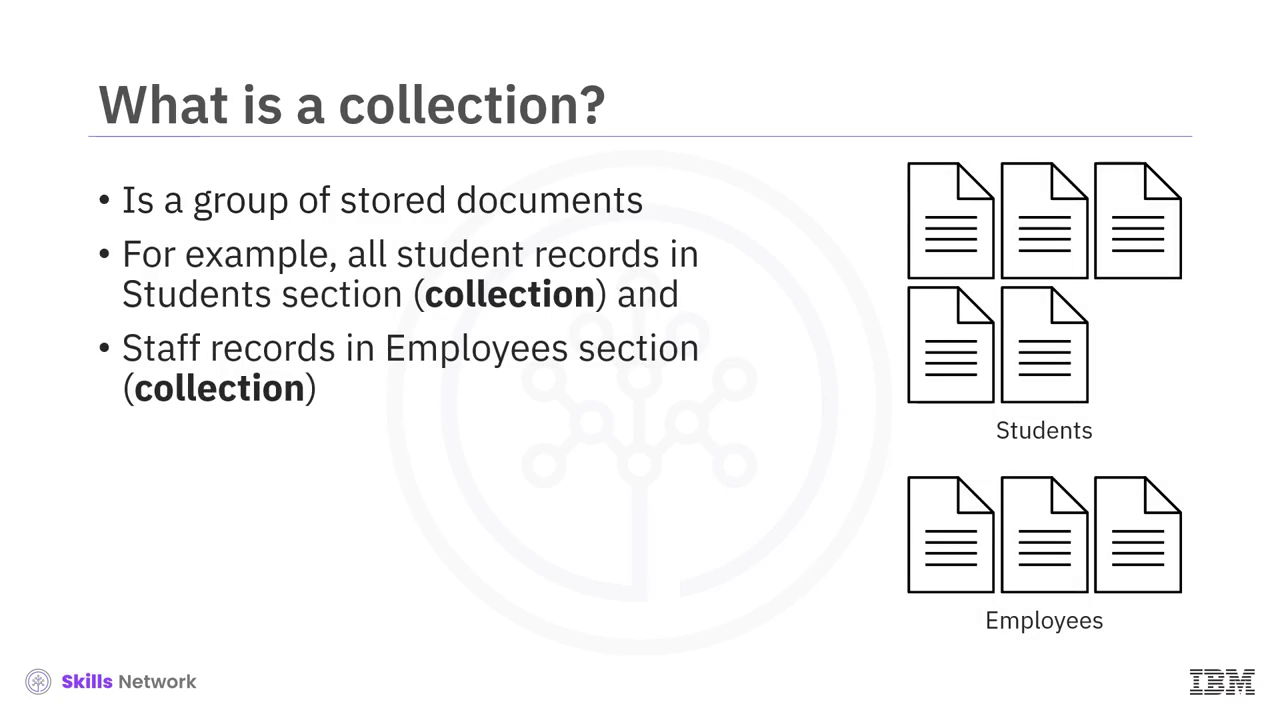 What is a collection?
• Is a group of stored documents
• For example, all student records in
Students section (collection) and
• Staff records in Employees section
(collection)
Students
Employees
Skills Network
IBM